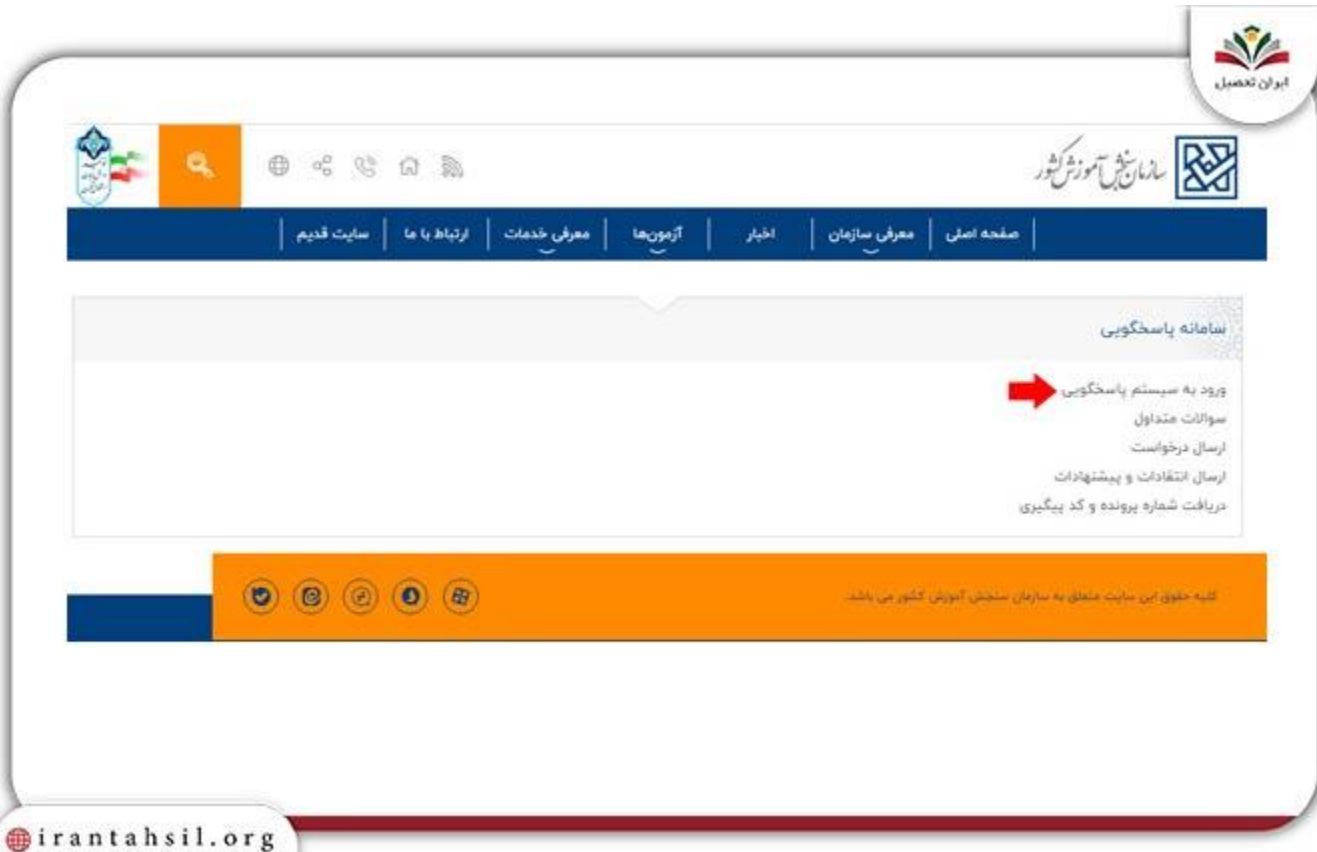 ایران تحصیل
سازمان سنجش آموزش کشور
صفحه اصلی
معرفی سازمان
اخبار
آزمون‌ها
معرفی خدمات
ارتباط با ما
سایت قدیم
سامانه پاسخگویی
ورود به سیستم پاسخگویی
سوالات متداول
ارسال درخواست
ارسال انتقادات و پیشنهادات
دریافت شماره پرونده و کد پیگیری
کلیه حقوق این سایت متعلق به سازمان سنجش آموزش کشور می باشد.
irantahsil.org